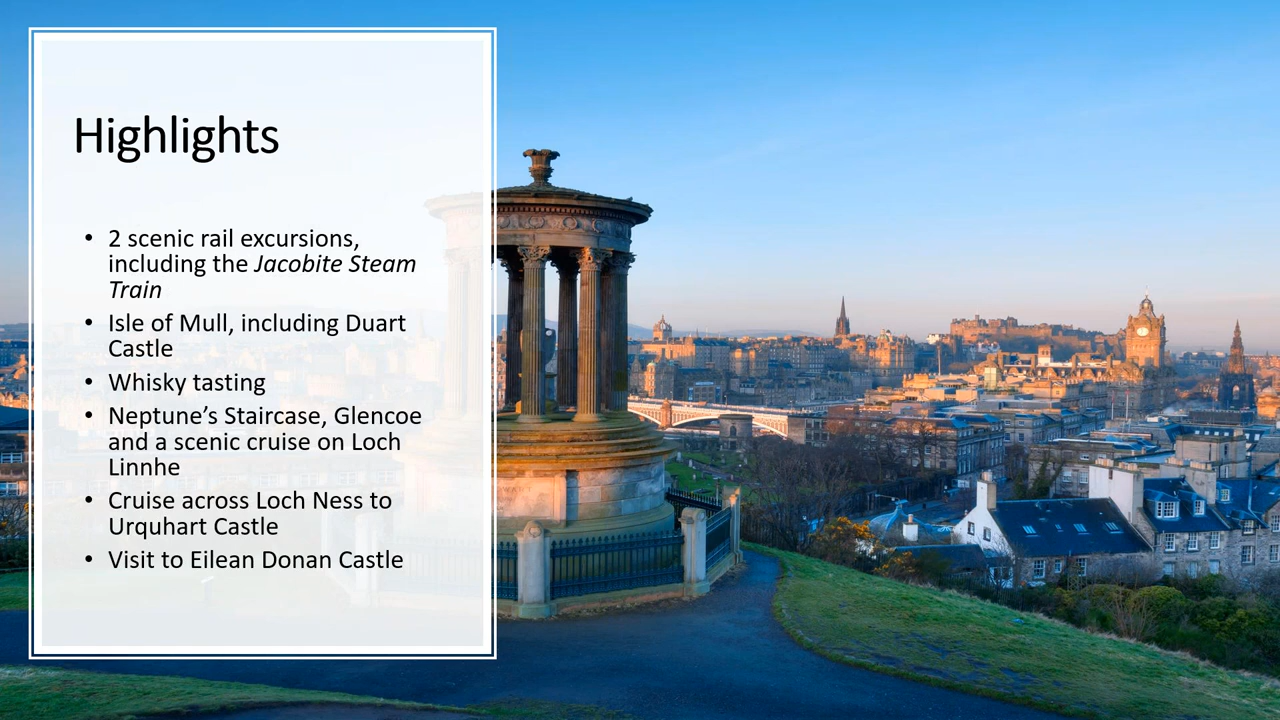 Highlights
• 2 scenic rail excursions,
including the Jacobite Steam
Train
• Isle of Mull, including Duart
Castle
• Whisky tasting
• Neptune’s Staircase, Glencoe
and a scenic cruise on Loch
Linnhe
• Cruise across Loch Ness to
Urquhart Castle
• Visit to Eilean Donan Castle